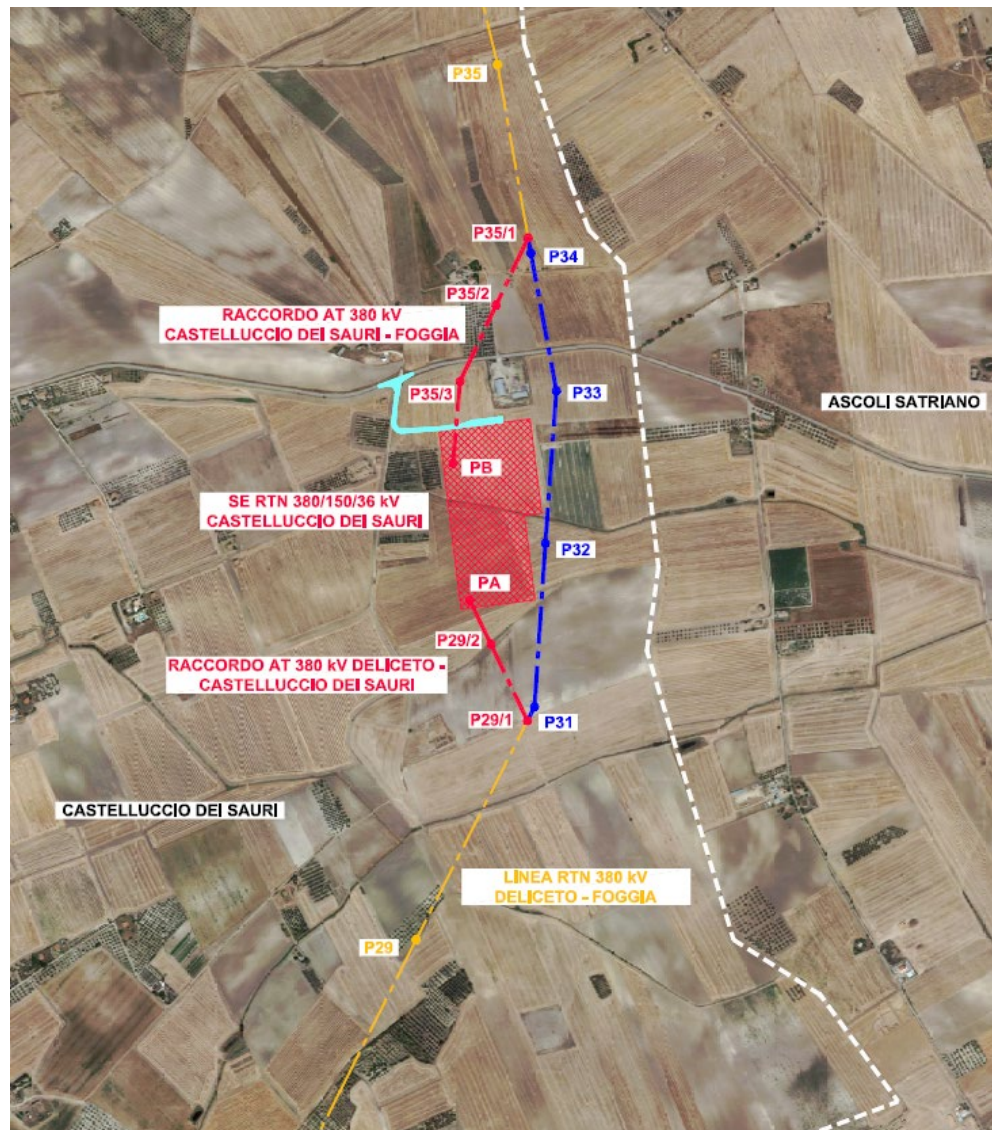 P35
P35/1
P34
P35/2
RACCORDO AT 380 kV
CASTELLUCCIO DEI SAURI - FOGGIA
P35/3
P33
ASCOLI SATRIANO
PB
SE RTN 380/150/36 kV
CASTELLUCCIO DEI SAURI
P32
PA
P29/2
RACCORDO AT 380 kV DELICETO -
CASTELLUCCIO DEI SAURI
P29/1
P31
CASTELLUCCIO DEI SAURI
LINEA RTN 380 kV
DELICETO - FOGGIA
P29